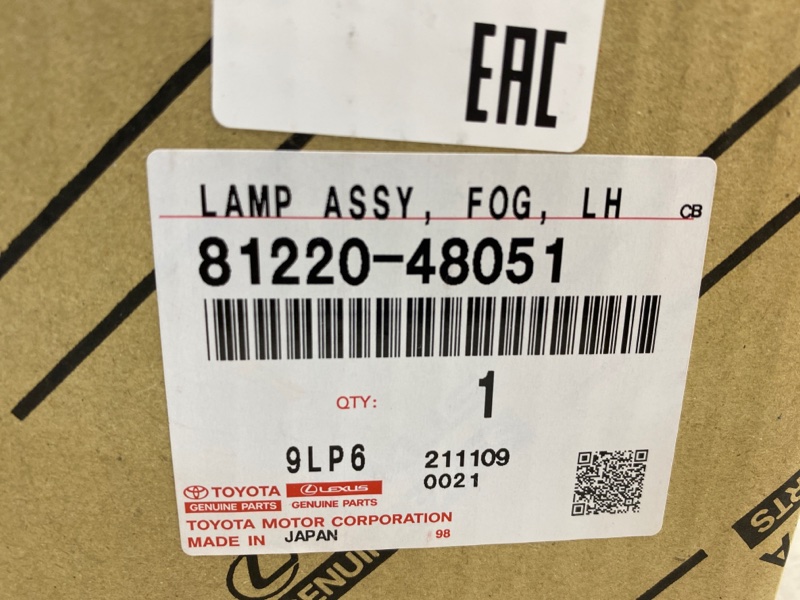 EAC
LAMP ASSY, FOG, LH CB
81220-48051
QTY: 1
9LP6 211109
0021
TOYOTA LEXUS
GENUINE PARTS GENUINE PARTS
TOYOTA MOTOR CORPORATION
MADE IN JAPAN 98